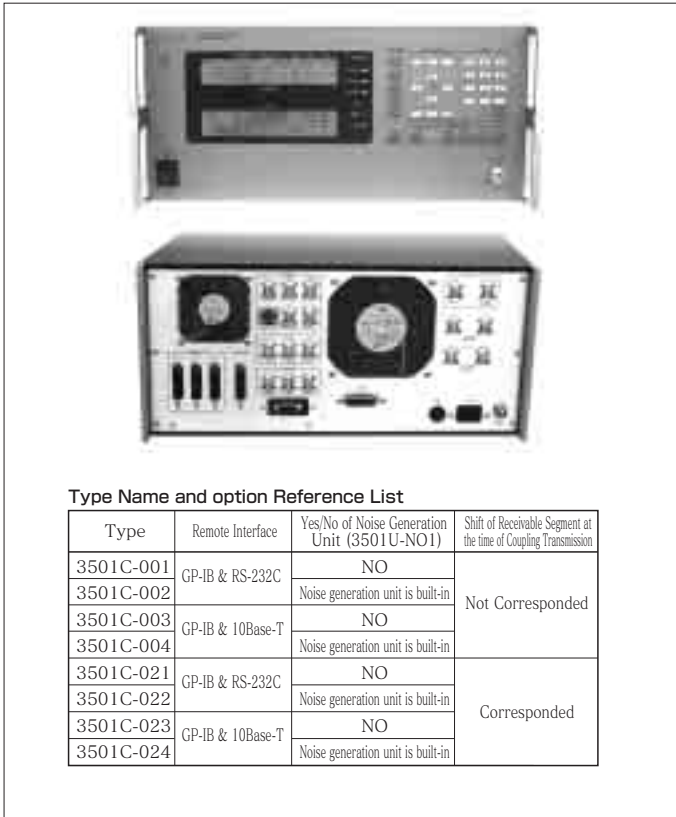 Type Name and option Reference List
Type Remote Interface Yes/No of Noise Generation Unit (3501U-NO1) Shift of Receivable Segment at the time of Coupling Transmission
3501C-001 GP-IB & RS-232C NO Not Corresponded
3501C-002 Noise generation unit is built-in
3501C-003 GP-IB & 10Base-T NO
3501C-004 Noise generation unit is built-in
3501C-021 GP-IB & RS-232C NO Corresponded
3501C-022 Noise generation unit is built-in
3501C-023 GP-IB & 10Base-T NO
3501C-024 Noise generation unit is built-in